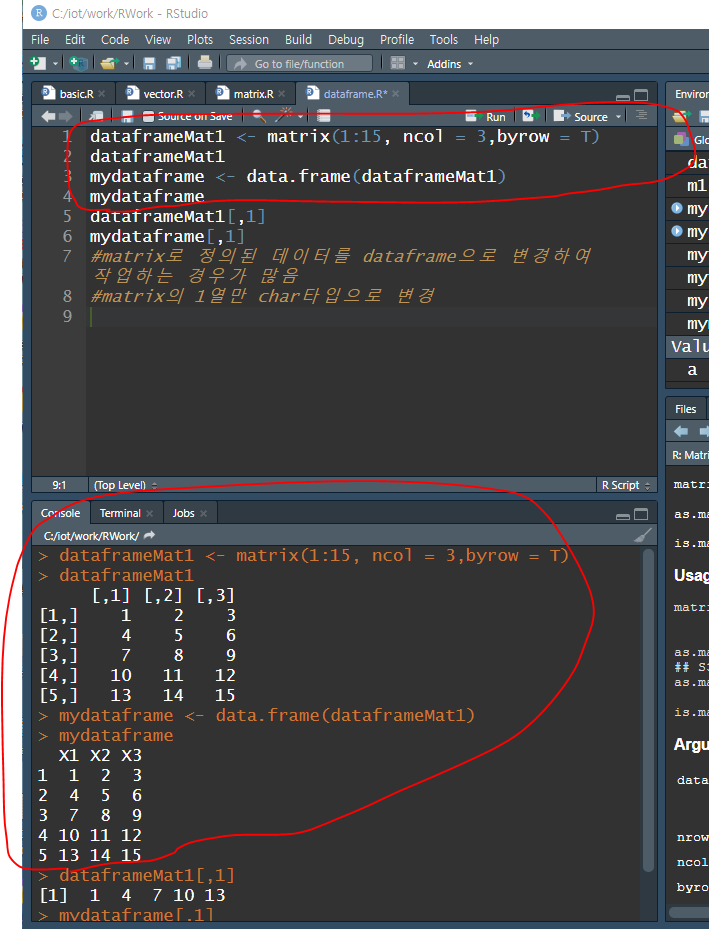 C:/iot/work/RWork - RStudio
File Edit Code View Plots Session Build Debug Profile Tools Help
Go to file/function Addins
basic.R vector.R matrix.R dataframe.R*
Source on Save Run Source
1 dataframeMat1 <- matrix(1:15, ncol = 3,byrow = T)
2 dataframeMat1
3 mydataframe <- data.frame(dataframeMat1)
4 mydataframe
5 dataframeMat1[,1]
6 mydataframe[,1]
7 #matrix로 정의된 데이터를 dataframe으로 변경하여
작업하는 경우가 많음
8 #matrix의 1열만 char타입으로 변경
9
9:1 (Top Level) R Script
Console Terminal Jobs
C:/iot/work/RWork/
> dataframeMat1 <- matrix(1:15, ncol = 3,byrow = T)
> dataframeMat1
[,1] [,2] [,3]
[1,] 1 2 3
[2,] 4 5 6
[3,] 7 8 9
[4,] 10 11 12
[5,] 13 14 15
> mydataframe <- data.frame(dataframeMat1)
> mydataframe
X1 X2 X3
1 1 2 3
2 4 5 6
3 7 8 9
4 10 11 12
5 13 14 15
> dataframeMat1[,1]
[1] 1 4 7 10 13
> mydataframe[,1]
Environ
Glo
da
m1
my
my
my
my
my
my
Valu
a
Files
R: Matri
matri
as.ma
is.ma
Usag
matri
as.ma
## S3
as.ma
is.ma
Argu
data
nrow
ncol
byro